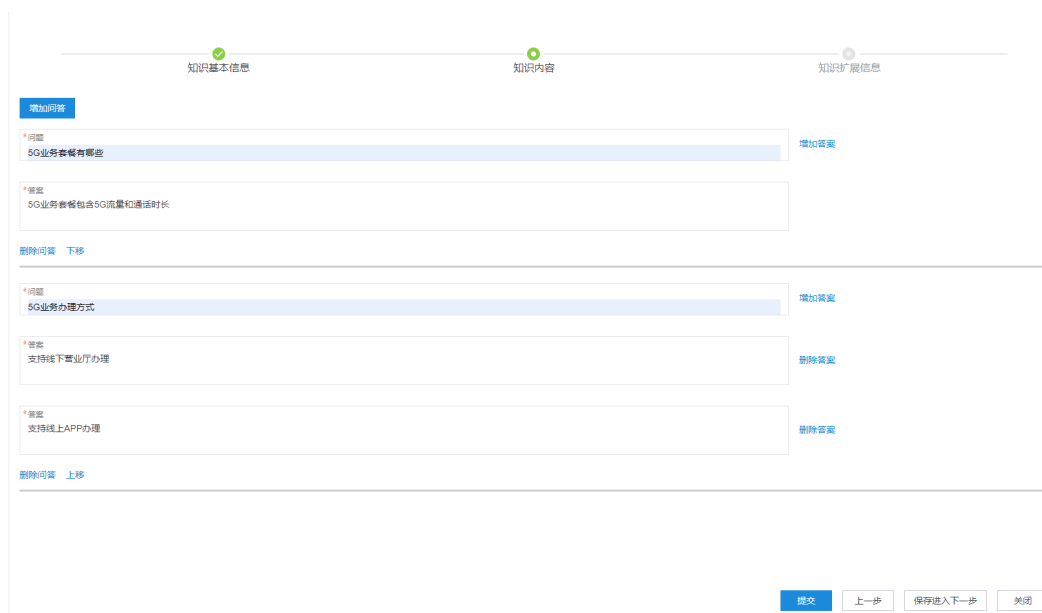 知识基本信息 知识内容 知识扩展信息
增加问答
*问题
5G业务套餐有哪些
增加答案
*答案
5G业务套餐包含5G流量和通话时长
删除问答 下移
*问题
5G业务办理方式
增加答案
*答案
支持线下营业厅办理
删除答案
*答案
支持线上APP办理
删除答案
删除问答 上移
提交 上一步 保存进入下一步 关闭